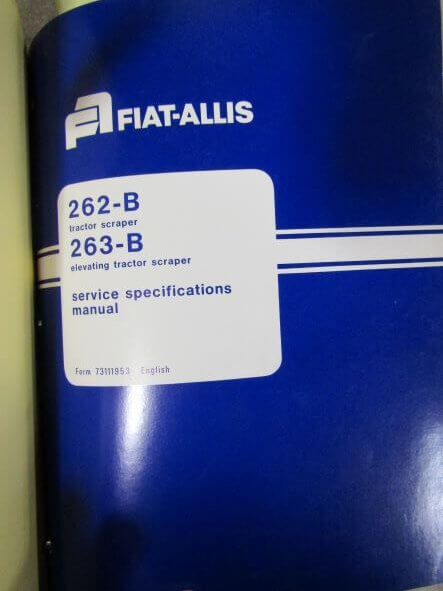 FIAT-ALLIS
262-B
tractor scraper
263-B
elevating tractor scraper
service specifications
manual
Form 73111953 English